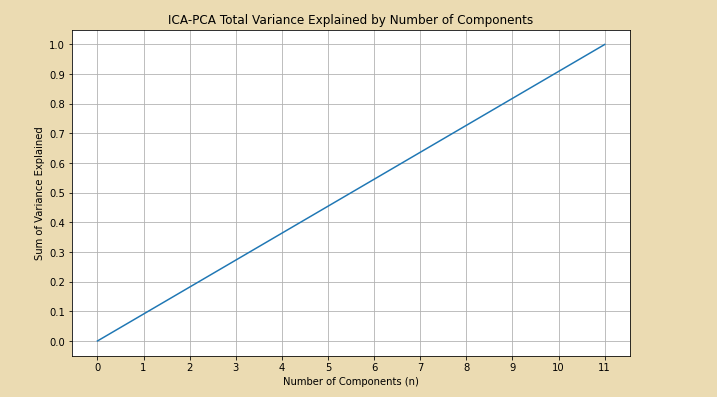 ICA-PCA Total Variance Explained by Number of Components
1.0
0.9
0.8
0.7
0.6
0.5
0.4
0.3
0.2
0.1
0.0
Sum of Variance Explained
0 1 2 3 4 5 6 7 8 9 10 11
Number of Components (n)